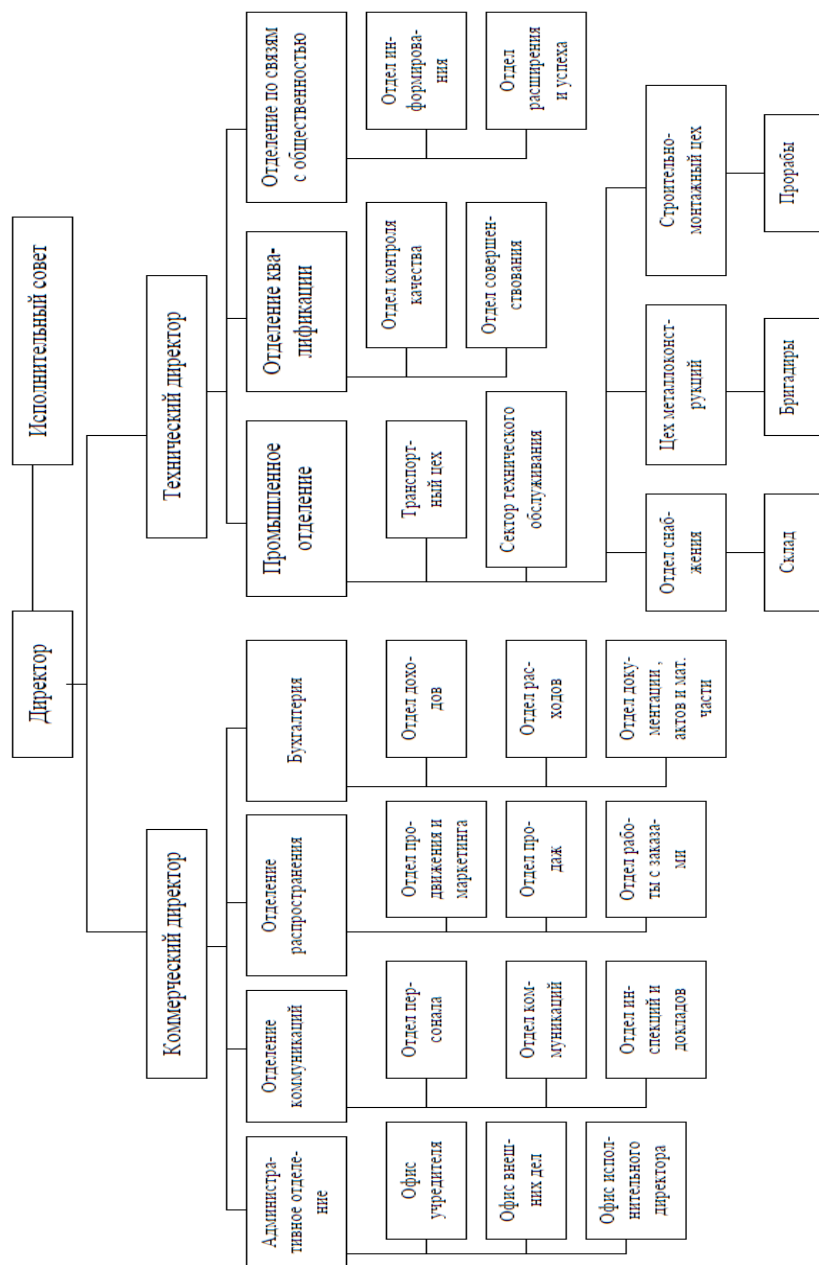 Директор
Исполнительный совет
Коммерческий директор
Технический директор
Администра-
тивное отделе-
ние
Отделение
коммуникаций
Отделение
распространения
Бухгалтерия
Промышленное
отделение
Отделение ква-
лификации
Отделение по связям
с общественностью
Офис
учредителя
Отдел пер-
сонала
Отдел про-
движения и
маркетинга
Отдел дохо-
дов
Транспорт-
ный цех
Отдел контроля
качества
Отдел ин-
формирова-
ния
Офис внеш-
них дел
Отдел ком-
муникаций
Отдел про-
даж
Отдел рас-
ходов
Сектор технического
обслуживания
Отдел совершен-
ствования
Отдел
расширения
и успеха
Офис испол-
нительного
директора
Отдел ин-
спекций и
докладов
Отдел рабо-
ты с заказа-
ми
Отдел доку-
ментации ,
актов и мат.
части
Отдел снаб-
жения
Цех металлоконст-
рукций
Строительно-
монтажный цех
Склад
Бригадиры
Прорабы